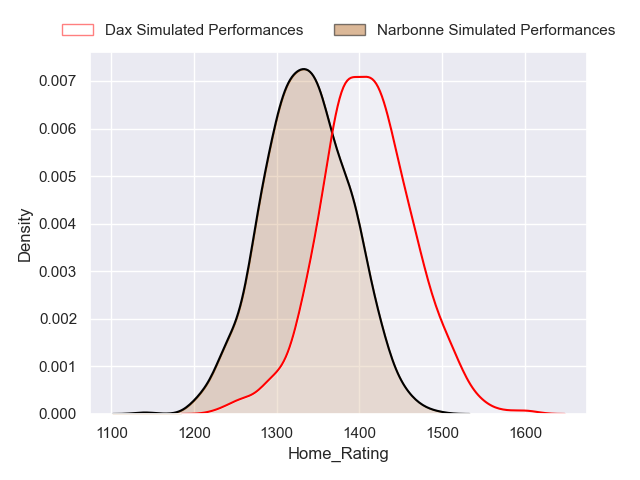 Dax Simulated Performances
Narbonne Simulated Performances
0.007
0.006
0.005
0.004
0.003
0.002
0.001
0.000
Density
1100 1200 1300 1400 1500 1600
Home_Rating